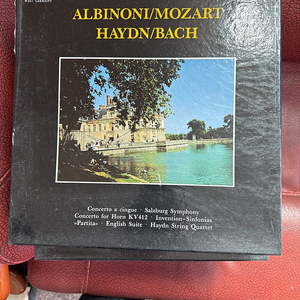 ALBINONI/MOZART
HAYDN/BACH
Concerto a cinque · Salzburg Symphony
Concerto for Horn KV412 · Invention-Sinfonias
»Partita« · English Suite · Haydn String Quartet